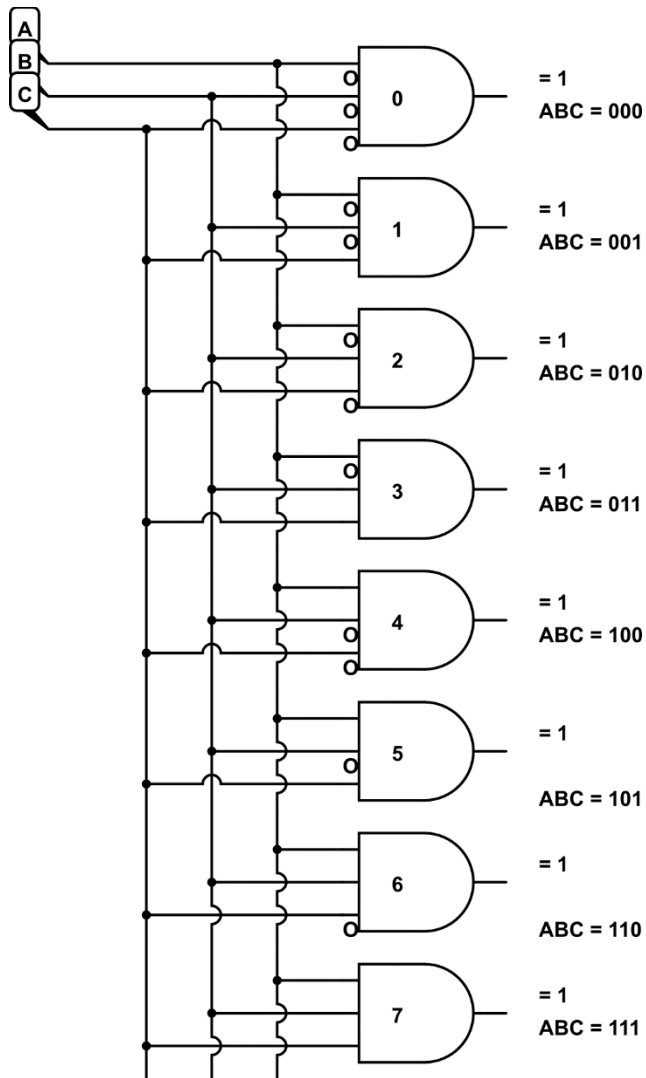 A
B
C
0
= 1
ABC = 000
1
= 1
ABC = 001
2
= 1
ABC = 010
3
= 1
ABC = 011
4
= 1
ABC = 100
5
= 1
ABC = 101
6
= 1
ABC = 110
7
= 1
ABC = 111